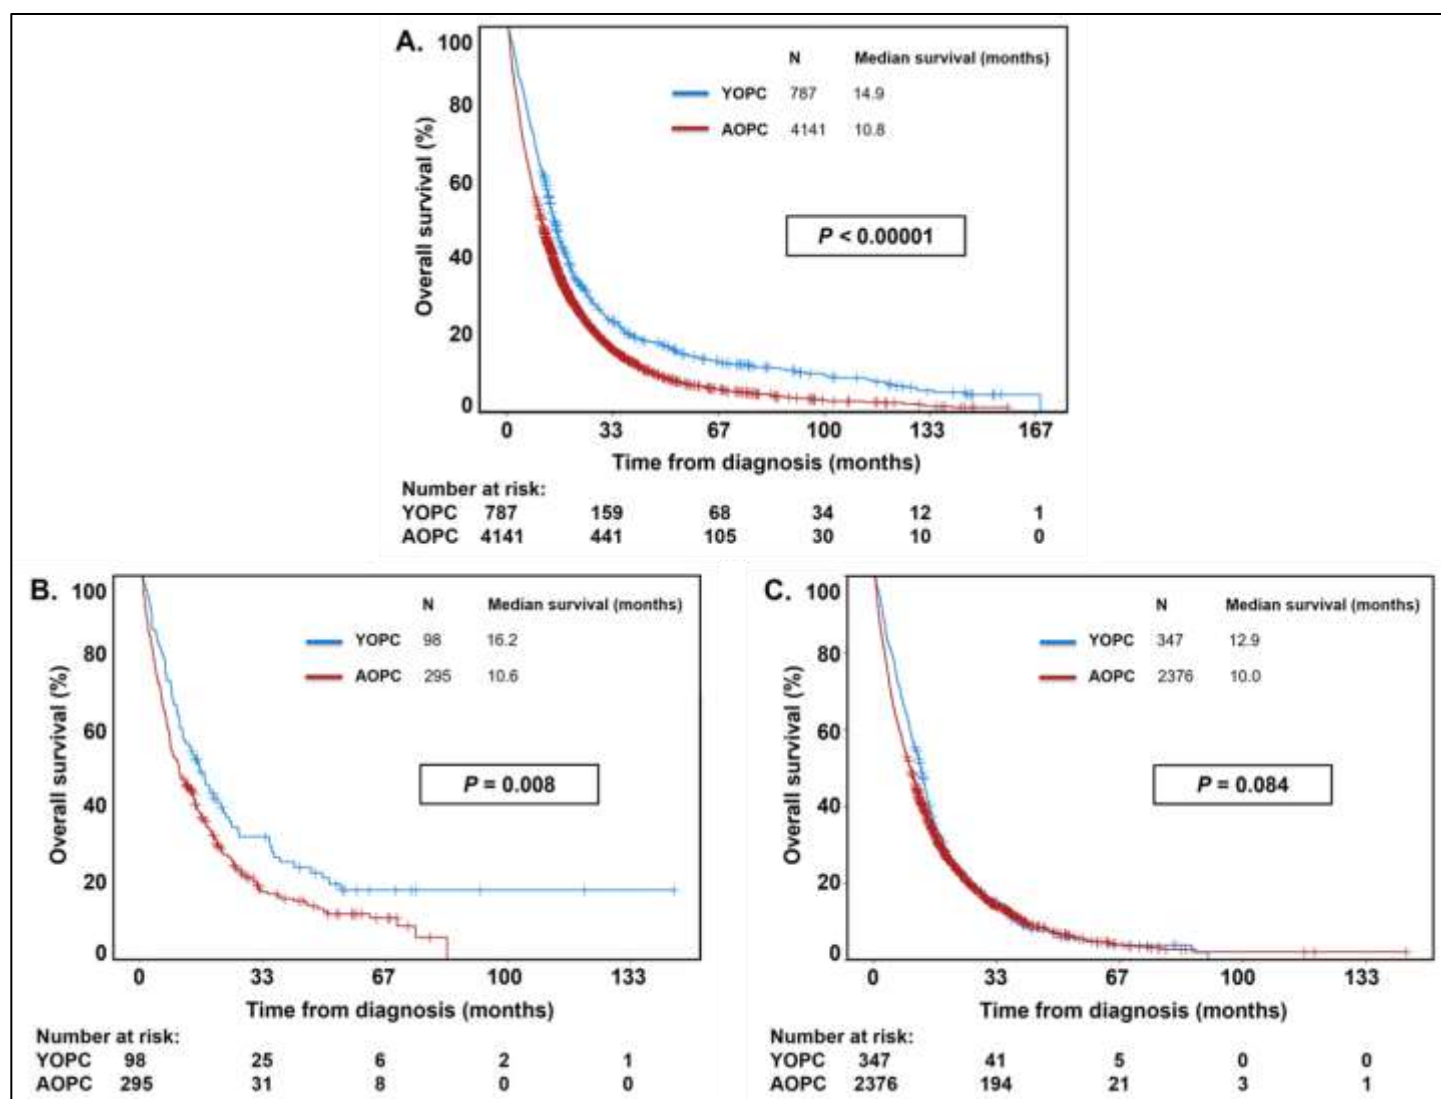 A.
N Median survival (months)
YOPC 787 14.9
AOPC 4141 10.8
P < 0.00001
Overall survival (%)
100
80
60
40
20
0
0 33 67 100 133 167
Time from diagnosis (months)
Number at risk:
YOPC 787 159 68 34 12 1
AOPC 4141 441 105 30 10 0
B.
N Median survival (months)
YOPC 98 16.2
AOPC 295 10.6
P = 0.008
Overall survival (%)
100
80
60
40
20
0
0 33 67 100 133
Time from diagnosis (months)
Number at risk:
YOPC 98 25 6 2 1
AOPC 295 31 8 0 0
C.
N Median survival (months)
YOPC 347 12.9
AOPC 2376 10.0
P = 0.084
Overall survival (%)
100
80
60
40
20
0
0 33 67 100 133
Time from diagnosis (months)
Number at risk:
YOPC 347 41 5 0 0
AOPC 2376 194 21 3 1